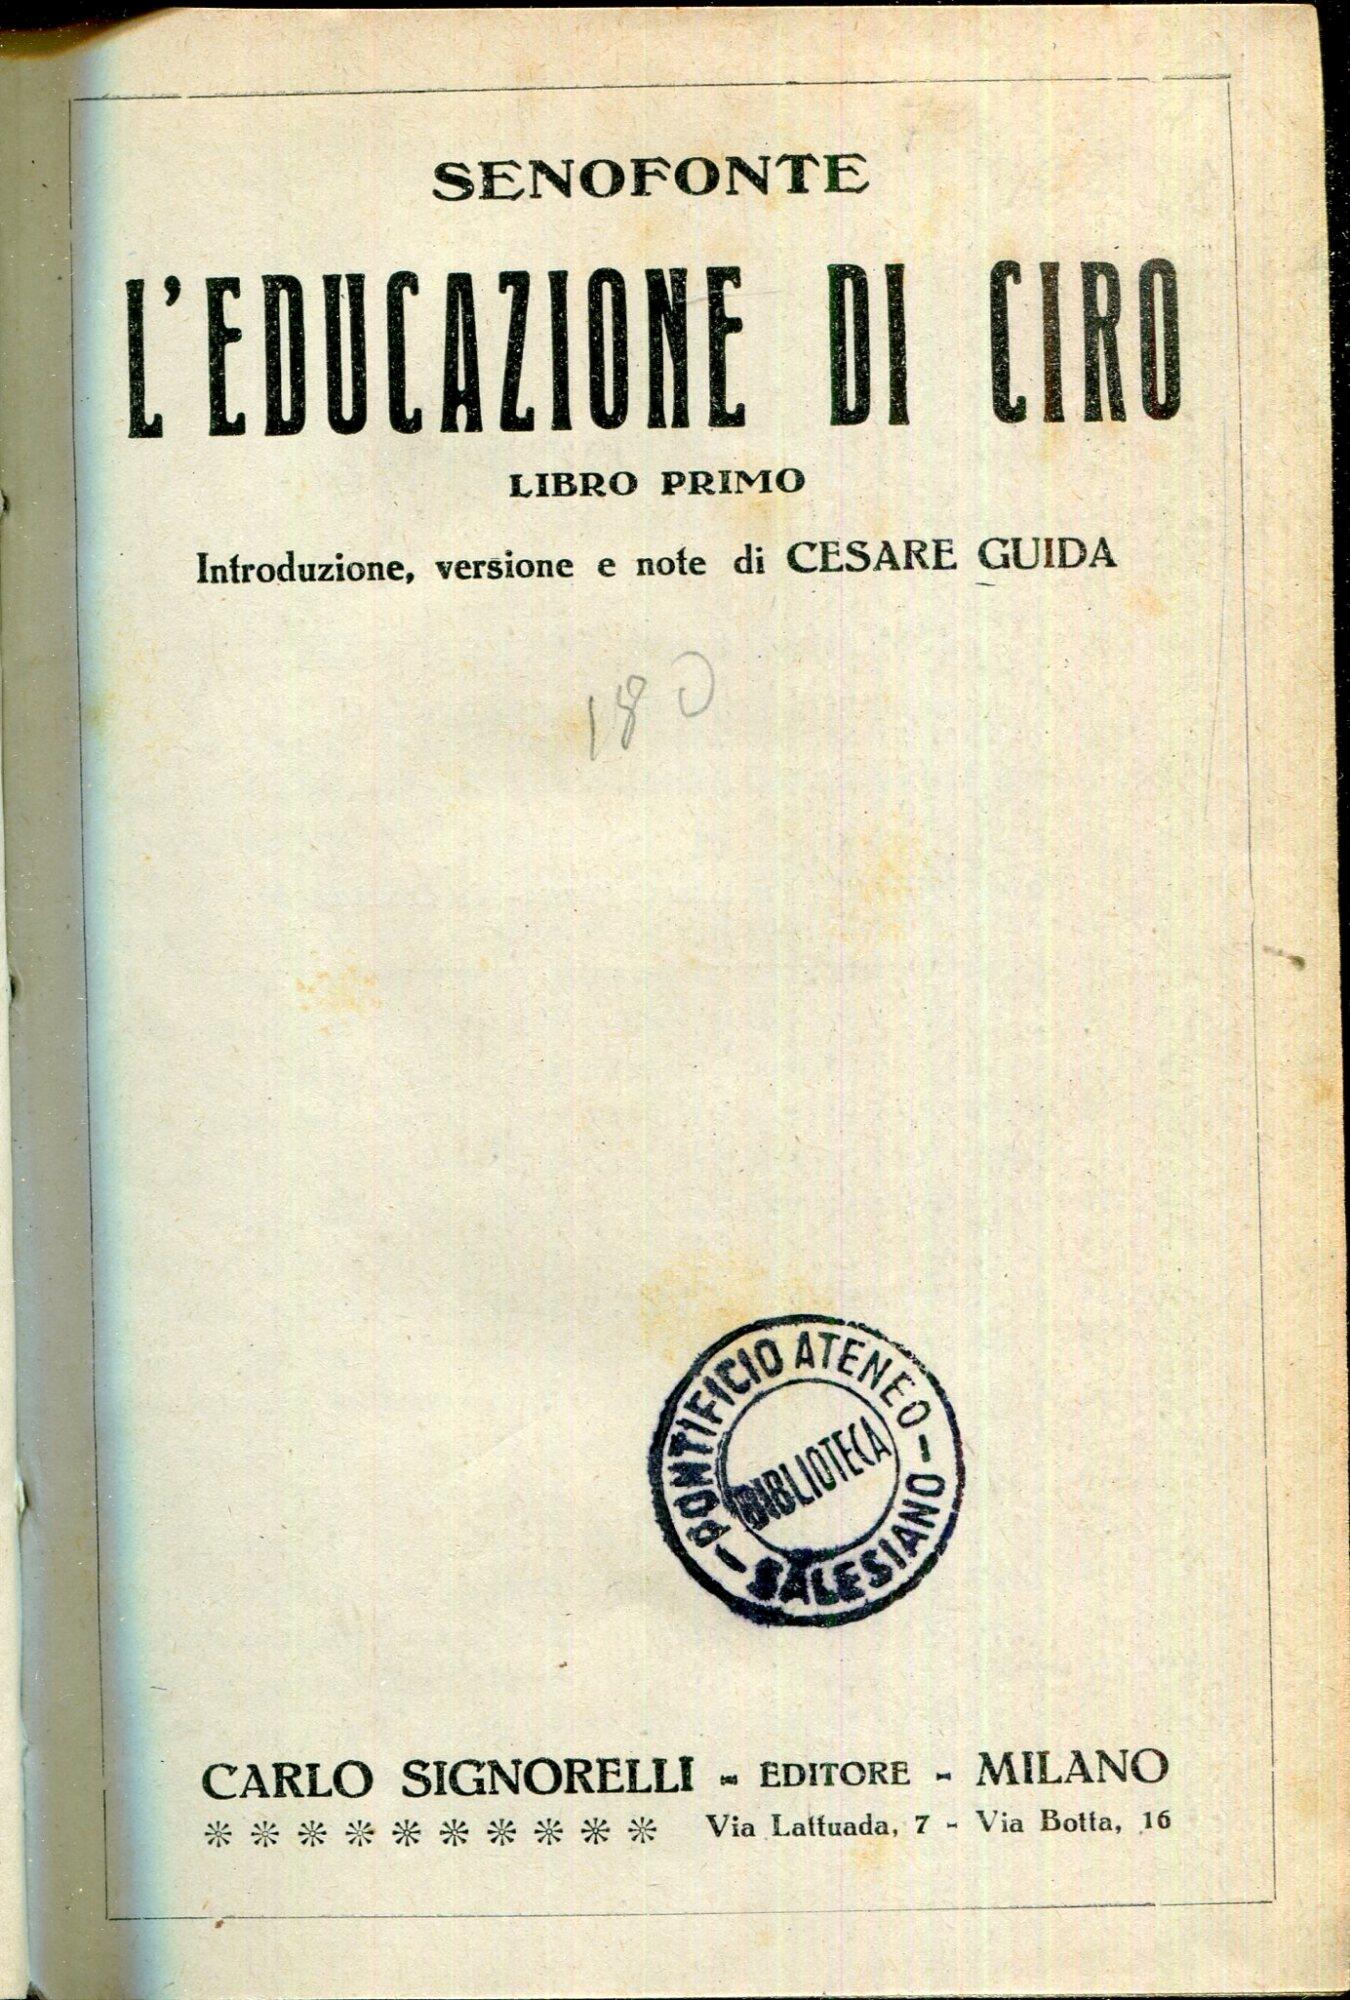 SENOFONTE
L'EDUCAZIONE DI CIRO
LIBRO PRIMO
Introduzione, versione e note di CESARE GUIDA
180
PONTIFICIO ATENEO
BIBLIOTECA
- SALESIANO -
CARLO SIGNORELLI - EDITORE - MILANO
Via Lattuada, 7 - Via Botta, 16